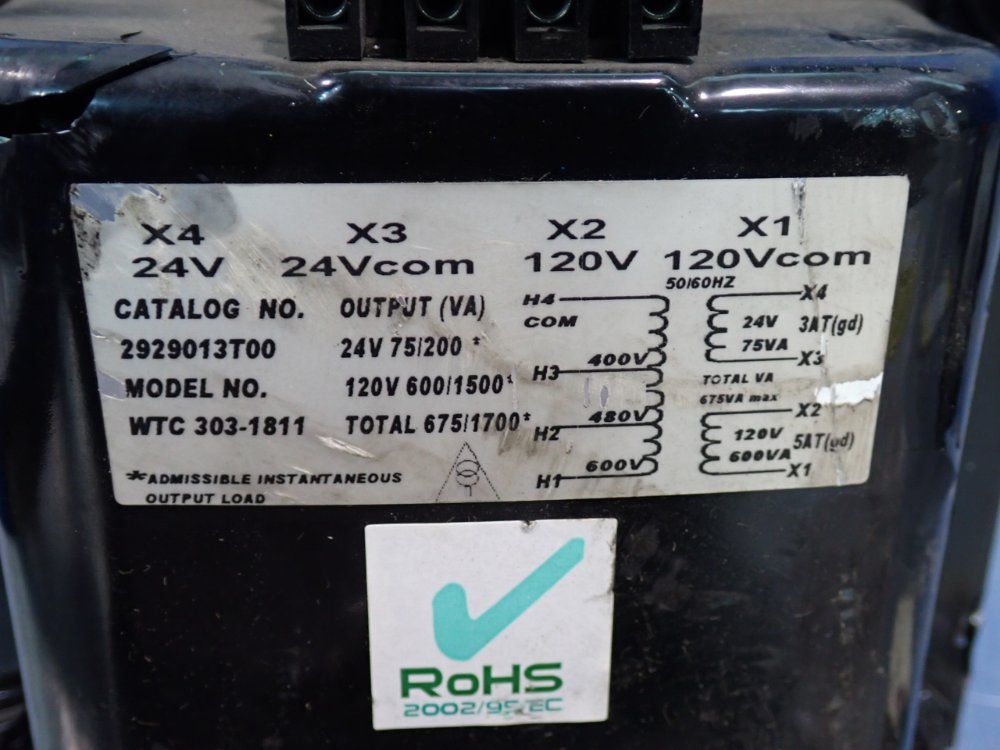 X4 X3 X2 X1
24V 24Vcom 120V 120Vcom
CATALOG NO. OUTPUT (VA)
2929013T00 24V 75/200 *
MODEL NO. 120V 600/1500*
WTC 303-1811 TOTAL 675/1700*
*ADMISSIBLE INSTANTANEOUS
OUTPUT LOAD
50/60HZ
H4
COM
400V
H3
480V
H2
600V
H1
X4
24V 3AT(gd)
75VA
X3
TOTAL VA
675VA max
X2
120V 5AT(gd)
600VA
X1
RoHS
2002/95/EC